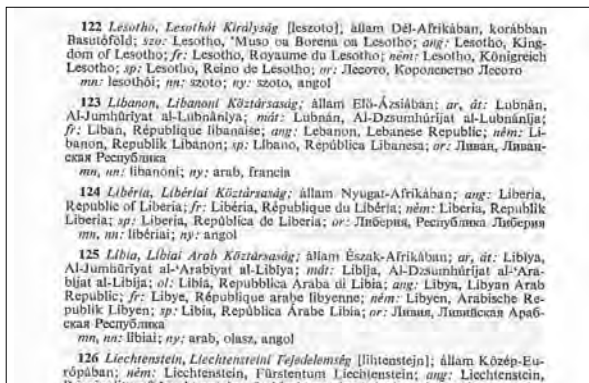 122 Lesotho, Lesothói Királyság [leszoto]; állam Dél-Afrikában, korábban
Basutóföld; szo: Lesotho, 'Muso oa Borena oa Lesotho; ang: Lesotho, King-
dom of Lesotho; fr: Lesotho, Royaume du Lesotho; ném: Lesotho, Königreich
Lesotho; sp: Lesotho, Reino de Lesotho; or: Лесото, Королевство Лесото
mn: lesothói; nn: szoto; ny: szoto, angol
123 Libanon, Libanoni Köztársaság; állam Elő-Ázsiában; ar, át: Lubnān,
Al-Jumhūrīyat al-Lubnānīya; mát: Lubnán, Al-Dzsumhúríjat al-Lubnáníja;
fr: Liban, République libanaise; ang: Lebanon, Lebanese Republic; ném: Li-
banon, Republik Libanon; sp: Líbano, República Libanesa; or: Ливан, Ливан-
ская Республика
mn, nn: libanoni; ny: arab, francia
124 Libéria, Libériai Köztársaság; állam Nyugat-Afrikában; ang: Liberia,
Republic of Liberia; fr: Libéria, République du Libéria; ném: Liberia, Republik
Liberia; sp: Liberia, República de Liberia; or: Либерия, Республика Либерия
mn, nn: libériai; ny: angol
125 Líbia, Líbiai Arab Köztársaság; állam Észak-Afrikában; ar, át: Lībīya,
Al-Jumhūrīyat al-'Arabīyat al-Lībīya; mát: Líbíja, Al-Dzsumhúríjat al-'Ara-
bíjat al-Líbíja; ol: Libia, Repubblica Araba di Libia; ang: Libya, Libyan Arab
Republic; fr: Libye, République arabe libyenne; ném: Libyen, Arabische Re-
publik Libyen; sp: Libia, República Árabe Libia; or: Ливия, Ливийская Араб-
ская Республика
mn, nn: líbiai; ny: arab, olasz, angol
126 Liechtenstein, Liechtensteini Fejedelemség [lihtenstejn]; állam Közép-Eu-
rópában; ném: Liechtenstein, Fürstentum Liechtenstein; ang: Liechtenstein,